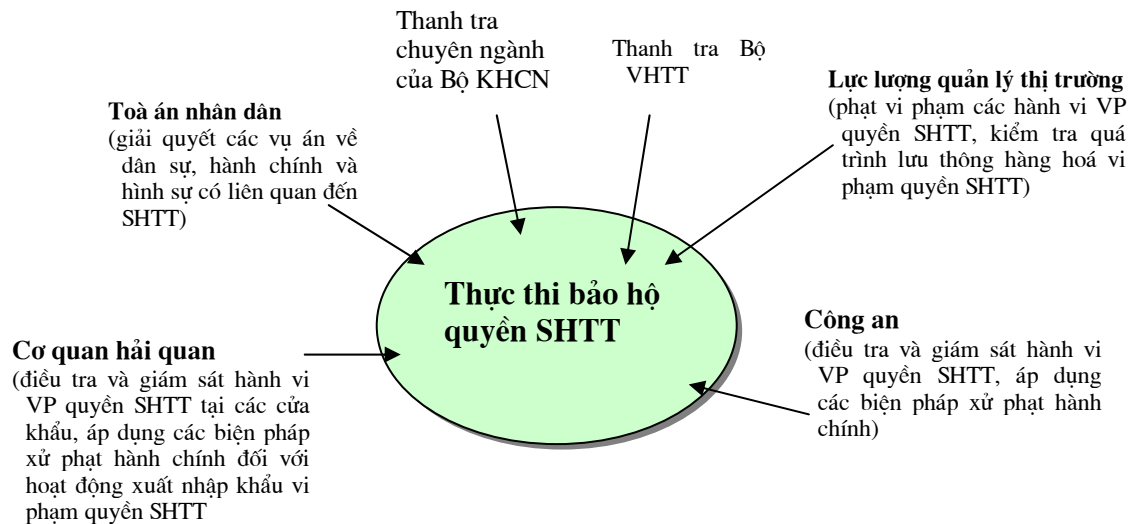 Thanh tra
chuyên ngành
của Bộ KHCN
Thanh tra Bộ
VHTT
Lực lượng quản lý thị trường
(phạt vi phạm các hành vi VP
quyền SHTT, kiểm tra quá
trình lưu thông hàng hoá vi
phạm quyền SHTT)
Toà án nhân dân
(giải quyết các vụ án về
dân sự, hành chính và
hình sự có liên quan đến
SHTT)
Thực thi bảo hộ
quyền SHTT
Công an
(điều tra và giám sát hành vi
VP quyền SHTT, áp dụng
các biện pháp xử phạt hành
chính)
Cơ quan hải quan
(điều tra và giám sát hành vi
VP quyền SHTT tại các cửa
khẩu, áp dụng các biện pháp
xử phạt hành chính đối với
hoạt động xuất nhập khẩu vi
phạm quyền SHTT